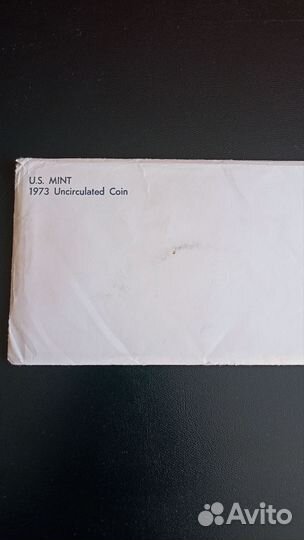 U.S. MINT
1973 Uncirculated Coin
Avito